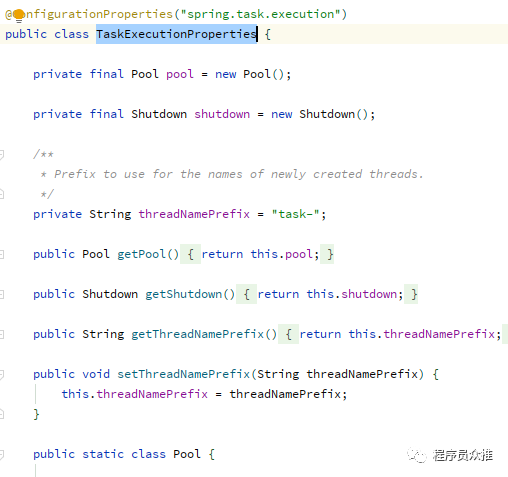 @ConfigurationProperties("spring.task.execution")
public class TaskExecutionProperties {
private final Pool pool = new Pool();
private final Shutdown shutdown = new Shutdown();
/**
* Prefix to use for the names of newly created threads.
*/
private String threadNamePrefix = "task-";
public Pool getPool() { return this.pool; }
public Shutdown getShutdown() { return this.shutdown; }
public String getThreadNamePrefix() { return this.threadNamePrefix;
public void setThreadNamePrefix(String threadNamePrefix) {
this.threadNamePrefix = threadNamePrefix;
}
public static class Pool {
程序员众推